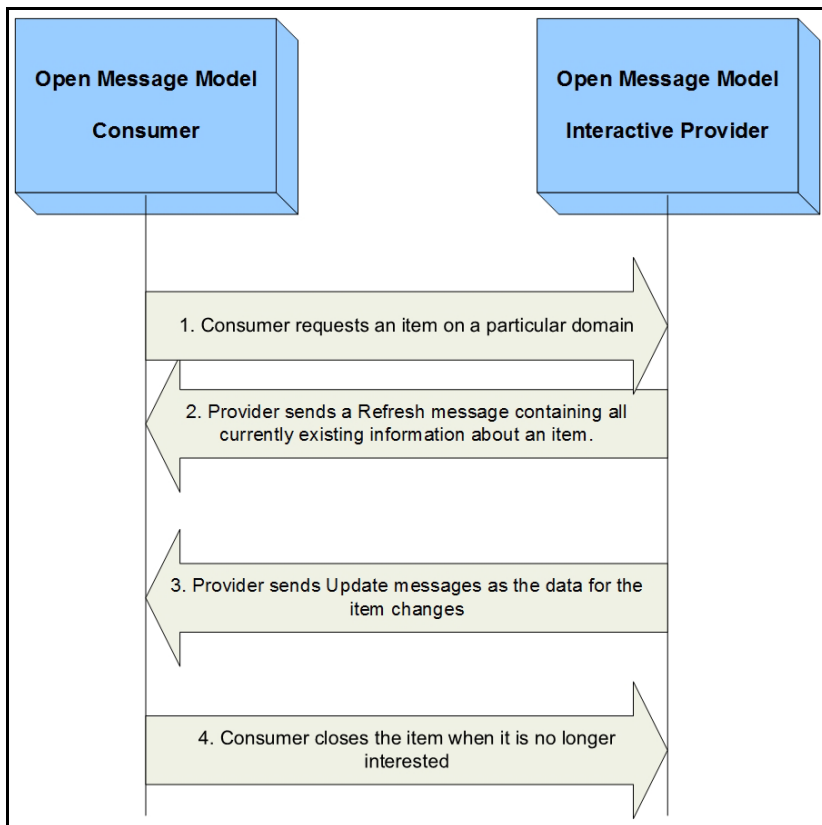 Open Message Model
Consumer
Open Message Model
Interactive Provider
1. Consumer requests an item on a particular domain
2. Provider sends a Refresh message containing all
currently existing information about an item.
3. Provider sends Update messages as the data for the
item changes
4. Consumer closes the item when it is no longer
interested